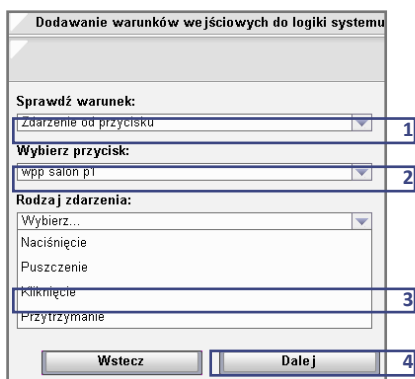 Dodawanie warunków wejściowych do logiki systemu
Sprawdź warunek:
Zdarzenie od przycisku
1
Wybierz przycisk:
wpp salon p1
2
Rodzaj zdarzenia:
Wybierz...
Naciśnięcie
Puszczenie
Kliknięcie
3
Przytrzymanie
Wstecz Dalej 4